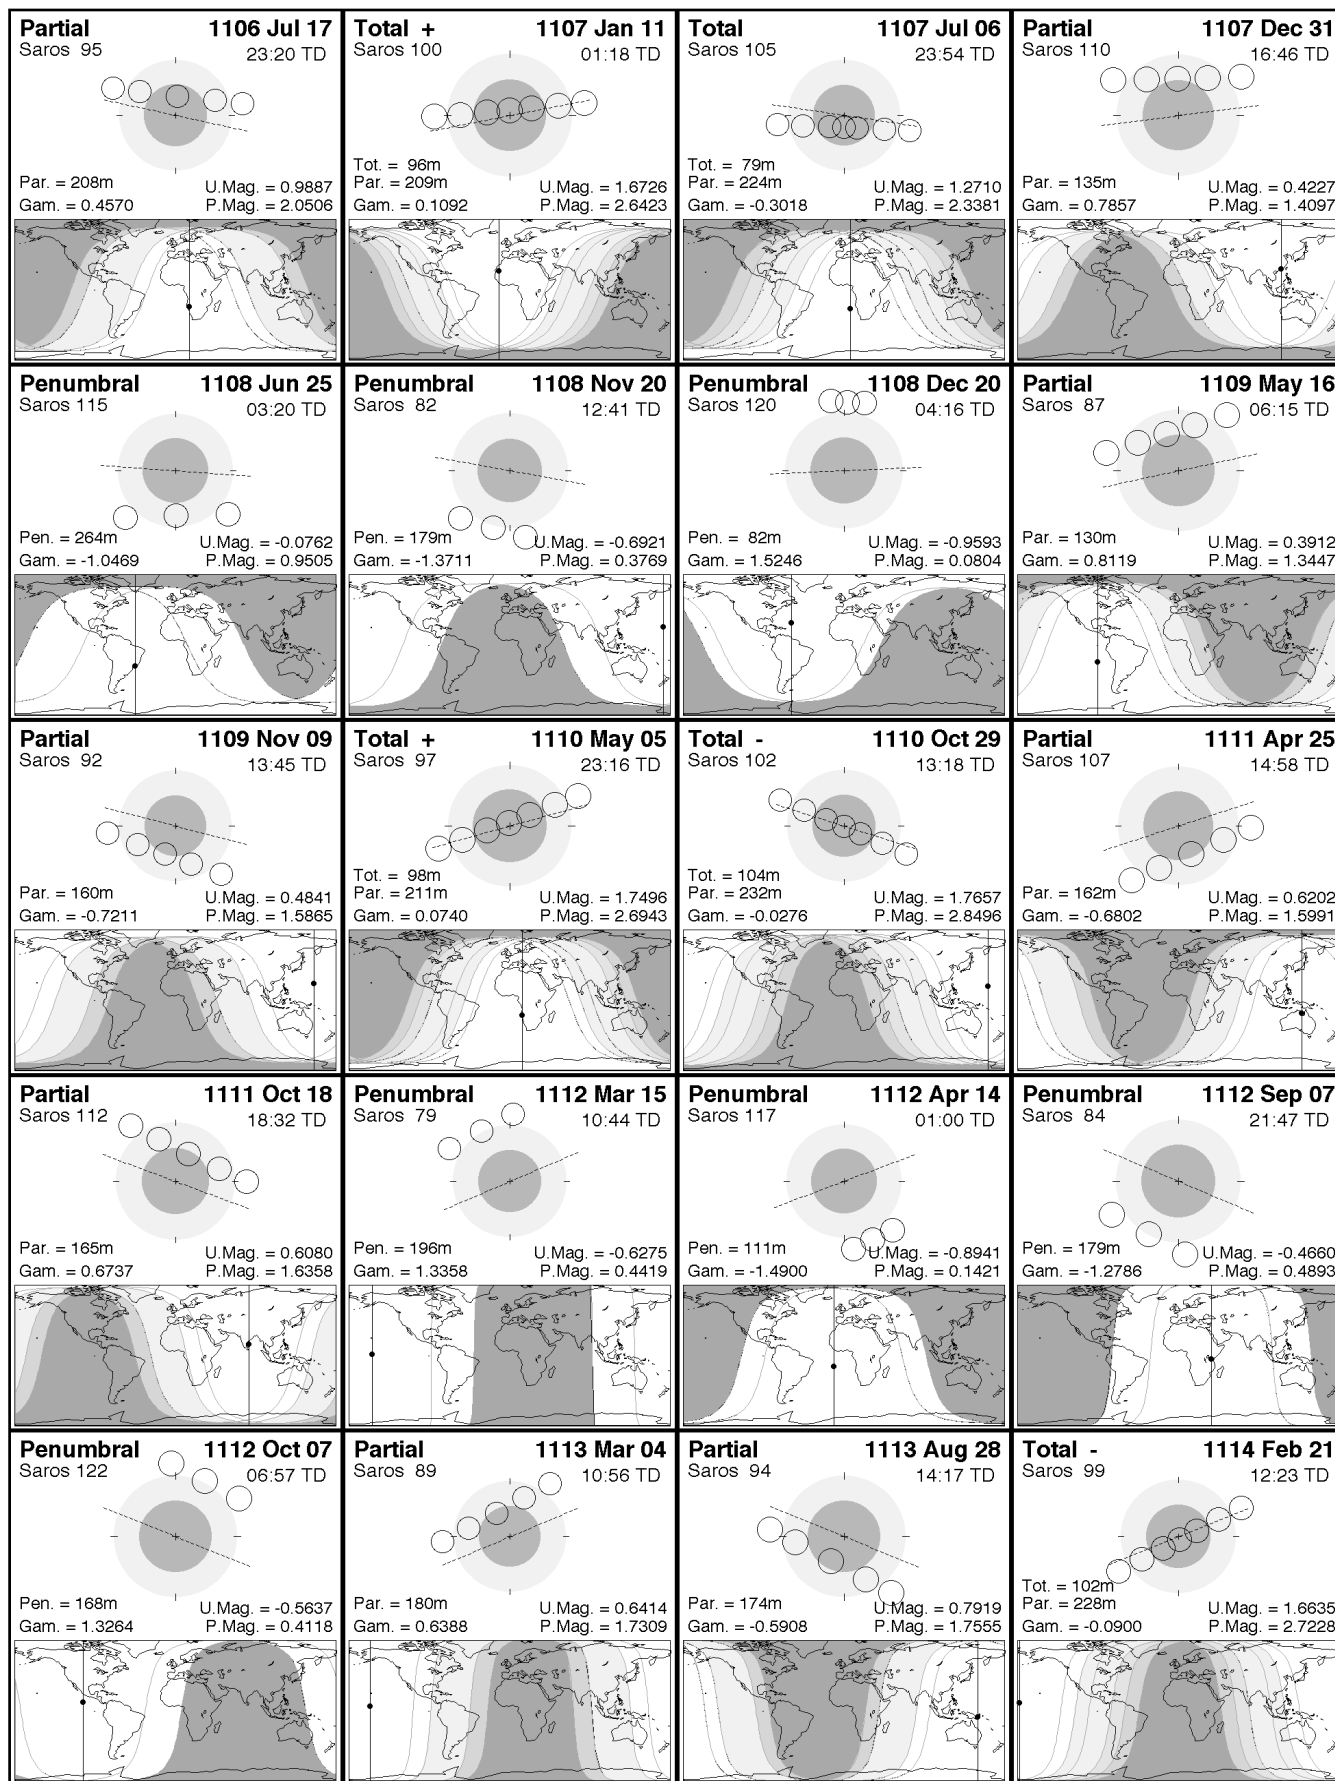 Partial 1106 Jul 17
Saros 95 23:20 TD
Par. = 208m U.Mag. = 0.9887
Gam. = 0.4570 P.Mag. = 2.0506
Total + 1107 Jan 11
Saros 100 01:18 TD
Tot. = 96m
Par. = 209m U.Mag. = 1.6726
Gam. = 0.1092 P.Mag. = 2.6423
Total 1107 Jul 06
Saros 105 23:54 TD
Tot. = 79m
Par. = 224m U.Mag. = 1.2710
Gam. = -0.3018 P.Mag. = 2.3381
Partial 1107 Dec 31
Saros 110 16:46 TD
Par. = 135m U.Mag. = 0.4227
Gam. = 0.7857 P.Mag. = 1.4097
Penumbral 1108 Jun 25
Saros 115 03:20 TD
Pen. = 264m U.Mag. = -0.0762
Gam. = -1.0469 P.Mag. = 0.9505
Penumbral 1108 Nov 20
Saros 82 12:41 TD
Pen. = 179m U.Mag. = -0.6921
Gam. = -1.3711 P.Mag. = 0.3769
Penumbral 1108 Dec 20
Saros 120 04:16 TD
Pen. = 82m U.Mag. = -0.9593
Gam. = 1.5246 P.Mag. = 0.0804
Partial 1109 May 16
Saros 87 06:15 TD
Par. = 130m U.Mag. = 0.3912
Gam. = 0.8119 P.Mag. = 1.3447
Partial 1109 Nov 09
Saros 92 13:45 TD
Par. = 160m U.Mag. = 0.4841
Gam. = -0.7211 P.Mag. = 1.5865
Total + 1110 May 05
Saros 97 23:16 TD
Tot. = 98m
Par. = 211m U.Mag. = 1.7496
Gam. = 0.0740 P.Mag. = 2.6943
Total - 1110 Oct 29
Saros 102 13:18 TD
Tot. = 104m
Par. = 232m U.Mag. = 1.7657
Gam. = -0.0276 P.Mag. = 2.8496
Partial 1111 Apr 25
Saros 107 14:58 TD
Par. = 162m U.Mag. = 0.6202
Gam. = -0.6802 P.Mag. = 1.5991
Partial 1111 Oct 18
Saros 112 18:32 TD
Par. = 165m U.Mag. = 0.6080
Gam. = 0.6737 P.Mag. = 1.6358
Penumbral 1112 Mar 15
Saros 79 10:44 TD
Pen. = 196m U.Mag. = -0.6275
Gam. = 1.3358 P.Mag. = 0.4419
Penumbral 1112 Apr 14
Saros 117 01:00 TD
Pen. = 111m U.Mag. = -0.8941
Gam. = -1.4900 P.Mag. = 0.1421
Penumbral 1112 Sep 07
Saros 84 21:47 TD
Pen. = 179m U.Mag. = -0.4660
Gam. = -1.2786 P.Mag. = 0.4893
Penumbral 1112 Oct 07
Saros 122 06:57 TD
Pen. = 168m U.Mag. = -0.5637
Gam. = 1.3264 P.Mag. = 0.4118
Partial 1113 Mar 04
Saros 89 10:56 TD
Par. = 180m U.Mag. = 0.6414
Gam. = 0.6388 P.Mag. = 1.7309
Partial 1113 Aug 28
Saros 94 14:17 TD
Par. = 174m U.Mag. = 0.7919
Gam. = -0.5908 P.Mag. = 1.7555
Total - 1114 Feb 21
Saros 99 12:23 TD
Tot. = 102m
Par. = 228m U.Mag. = 1.6635
Gam. = -0.0900 P.Mag. = 2.7228